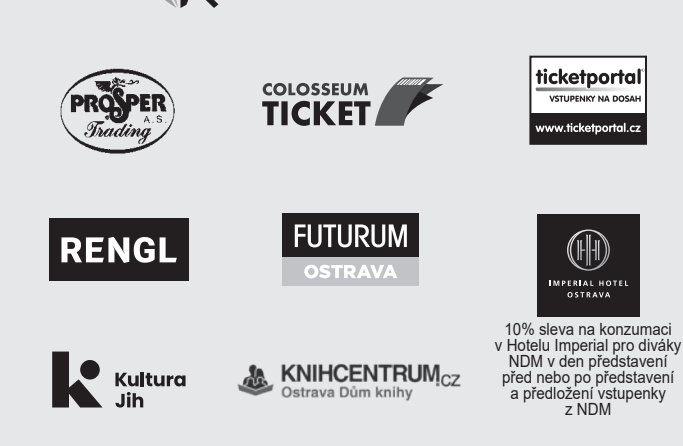 PROSPER
A.S.
Trading
COLOSSEUM
TICKET
ticketportal
VSTUPENKY NA DOSAH
www.ticketportal.cz
RENGL
FUTURUM
OSTRAVA
IMPERIAL HOTEL
OSTRAVA
10% sleva na konzumaci
v Hotelu Imperial pro diváky
NDM v den představení
před nebo po představení
a předložení vstupenky
z NDM
Kultura
Jih
KNIHCENTRUM.CZ
Ostrava Dům knihy